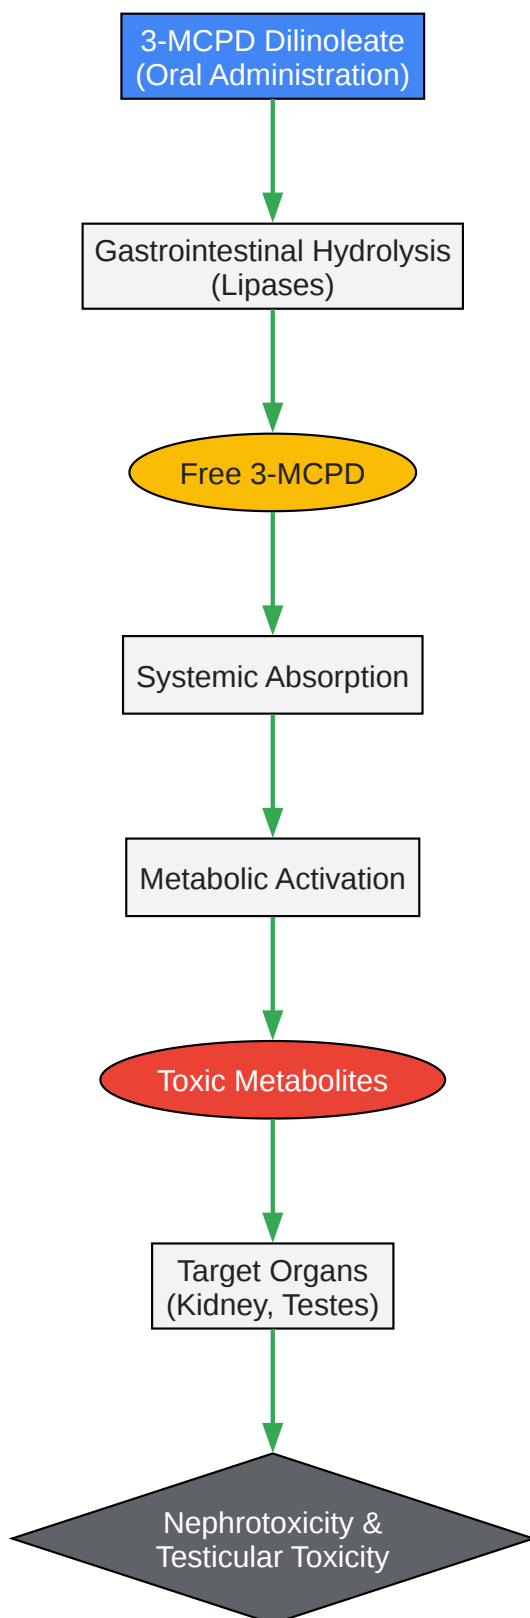 3-MCPD Dilinoleate
(Oral Administration)
Gastrointestinal Hydrolysis
(Lipases)
Free 3-MCPD
Systemic Absorption
Metabolic Activation
Toxic Metabolites
Target Organs
(Kidney, Testes)
Nephrotoxicity &
Testicular Toxicity